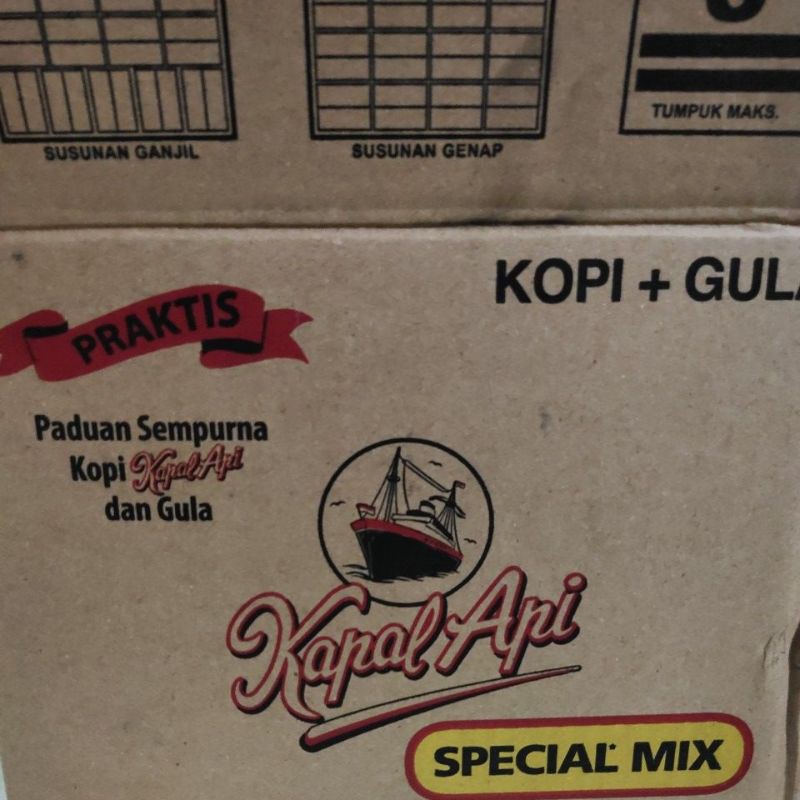 SUSUNAN GANJIL
SUSUNAN GENAP
TUMPUK MAKS.
KOPI + GUL
PRAKTIS
Paduan Sempurna
Kopi Kapal Api
dan Gula
Kapal Api
SPECIAL MIX